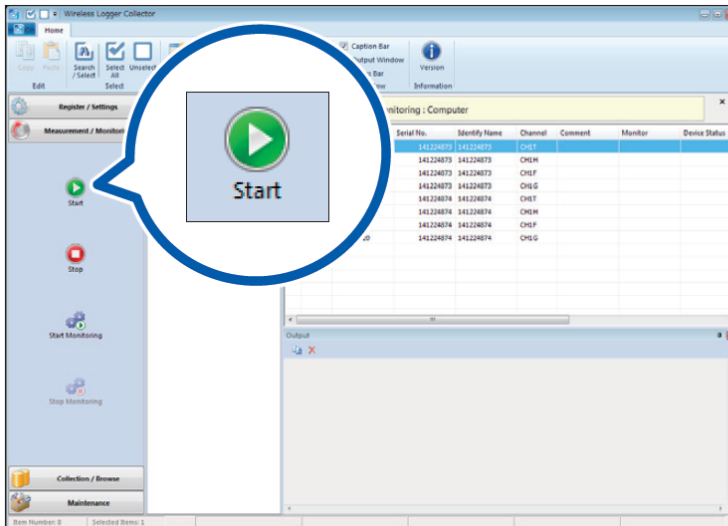 Wireless Logger Collector
Home
Copy
Paste
Search
/ Select
Select
All
Unselect
Edit
Select
Caption Bar
Output Window
Bar
Version
Information
Register / Settings
Measurement / Monitori
nitoring : Computer
Serial No. Identify Name Channel Comment Monitor Device Status
141224873 141224873 CH1T
141224873 141224873 CH1H
141224873 141224873 CH1F
141224873 141224873 CH1G
141224874 141224874 CH1T
141224874 141224874 CH1H
141224874 141224874 CH1F
20 141224874 141224874 CH1G
Start
Start
Stop
Start Monitoring
Stop Monitoring
Output
Collection / Browse
Maintenance
Item Number: 8 Selected Items: 1